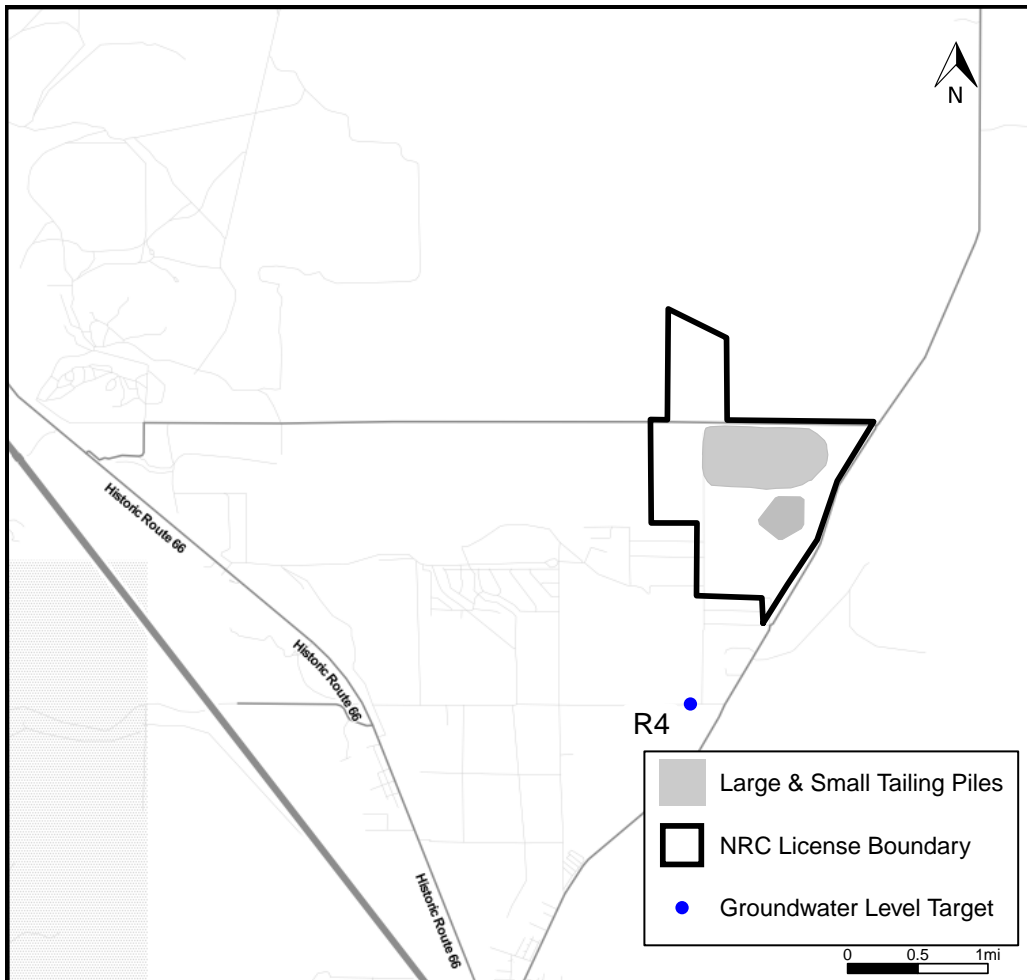 N
Historic Route 66
Historic Route 66
R4
Large & Small Tailing Piles
NRC License Boundary
Groundwater Level Target
Historic Route 66
0 0.5 1mi